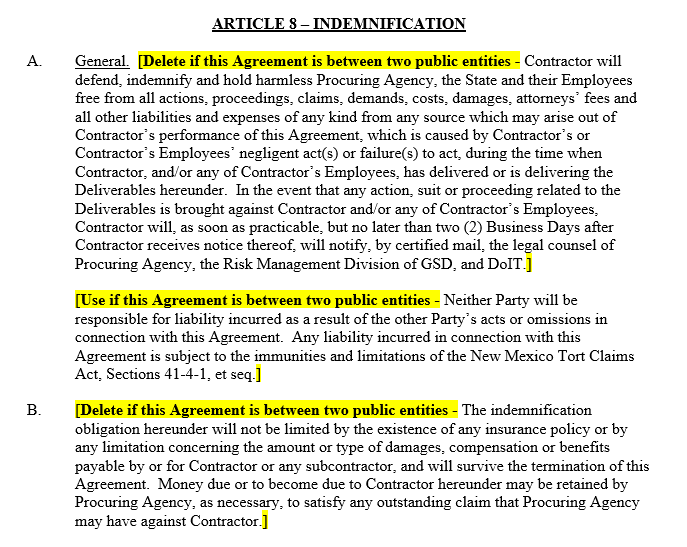 ARTICLE 8 – INDEMNIFICATION
A. General. [Delete if this Agreement is between two public entities - Contractor will
defend, indemnify and hold harmless Procuring Agency, the State and their Employees
free from all actions, proceedings, claims, demands, costs, damages, attorneys' fees and
all other liabilities and expenses of any kind from any source which may arise out of
Contractor's performance of this Agreement, which is caused by Contractor's or
Contractor's Employees' negligent act(s) or failure(s) to act, during the time when
Contractor, and/or any of Contractor's Employees, has delivered or is delivering the
Deliverables hereunder. In the event that any action, suit or proceeding related to the
Deliverables is brought against Contractor and/or any of Contractor's Employees,
Contractor will, as soon as practicable, but no later than two (2) Business Days after
Contractor receives notice thereof, will notify, by certified mail, the legal counsel of
Procuring Agency, the Risk Management Division of GSD, and DoIT.]
[Use if this Agreement is between two public entities - Neither Party will be
responsible for liability incurred as a result of the other Party's acts or omissions in
connection with this Agreement. Any liability incurred in connection with this
Agreement is subject to the immunities and limitations of the New Mexico Tort Claims
Act, Sections 41-4-1, et seq.]
B. [Delete if this Agreement is between two public entities - The indemnification
obligation hereunder will not be limited by the existence of any insurance policy or by
any limitation concerning the amount or type of damages, compensation or benefits
payable by or for Contractor or any subcontractor, and will survive the termination of this
Agreement. Money due or to become due to Contractor hereunder may be retained by
Procuring Agency, as necessary, to satisfy any outstanding claim that Procuring Agency
may have against Contractor.]